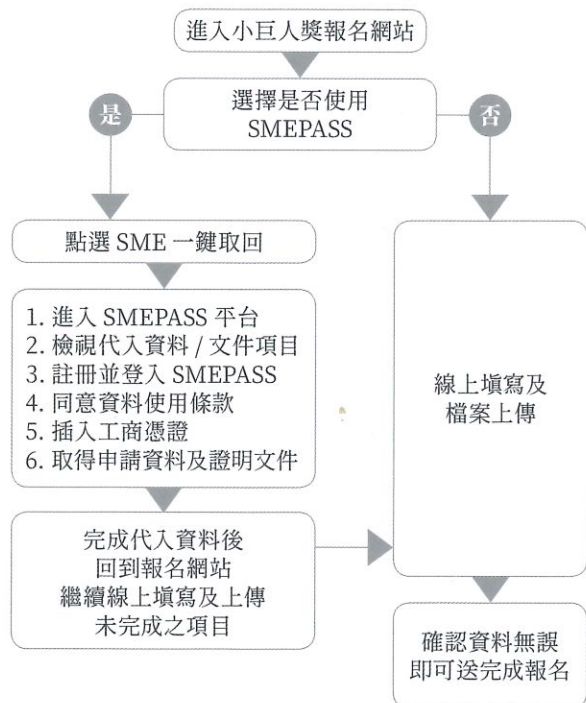 進入小巨人獎報名網站
選擇是否使用
SMEPASS
是
否
點選 SME 一鍵取回
1. 進入 SMEPASS 平台
2. 檢視代入資料 / 文件項目
3. 註冊並登入 SMEPASS
4. 同意資料使用條款
5. 插入工商憑證
6. 取得申請資料及證明文件
線上填寫及
檔案上傳
完成代入資料後
回到報名網站
繼續線上填寫及上傳
未完成之項目
確認資料無誤
即可送完成報名